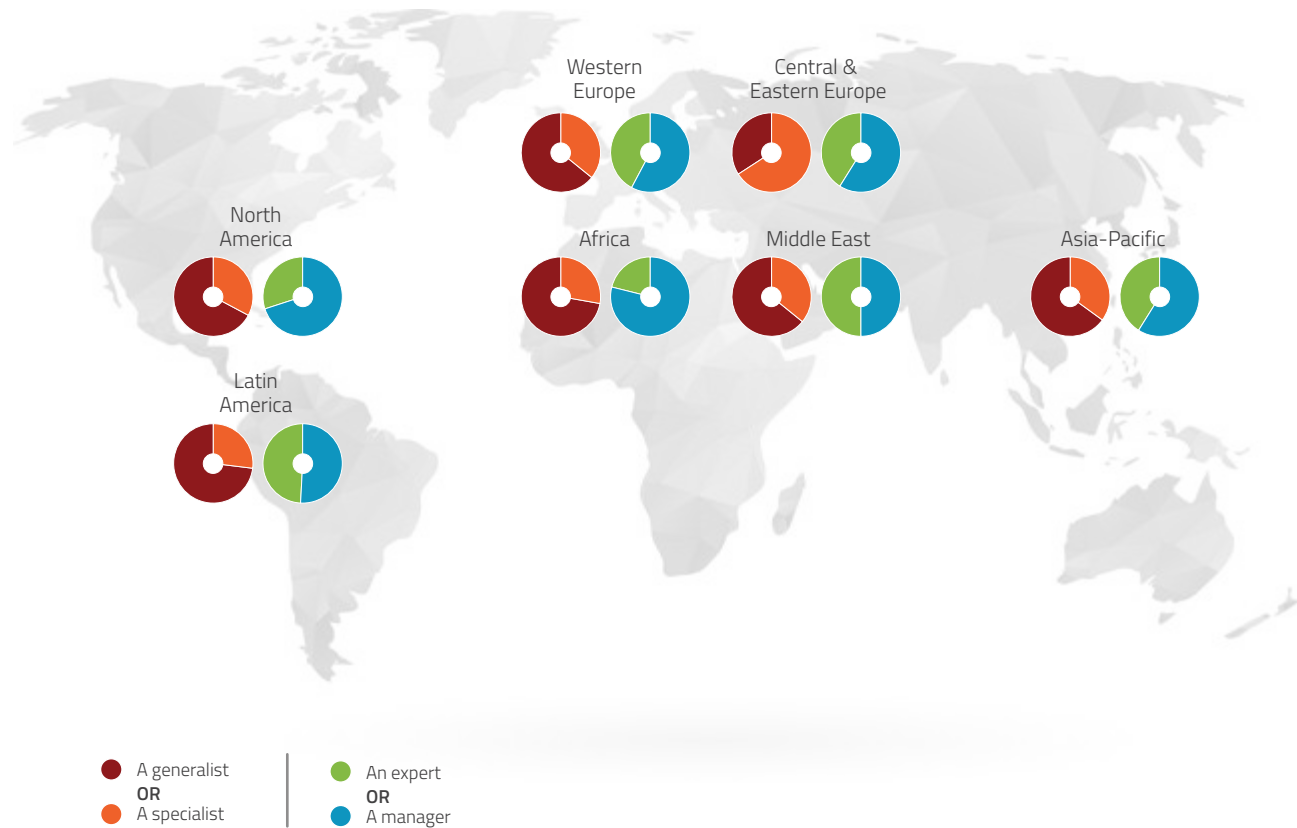 Western
Europe
Central &
Eastern Europe
North
America
Africa
Middle East
Asia-Pacific
Latin
America
A generalist
OR
A specialist
An expert
OR
A manager